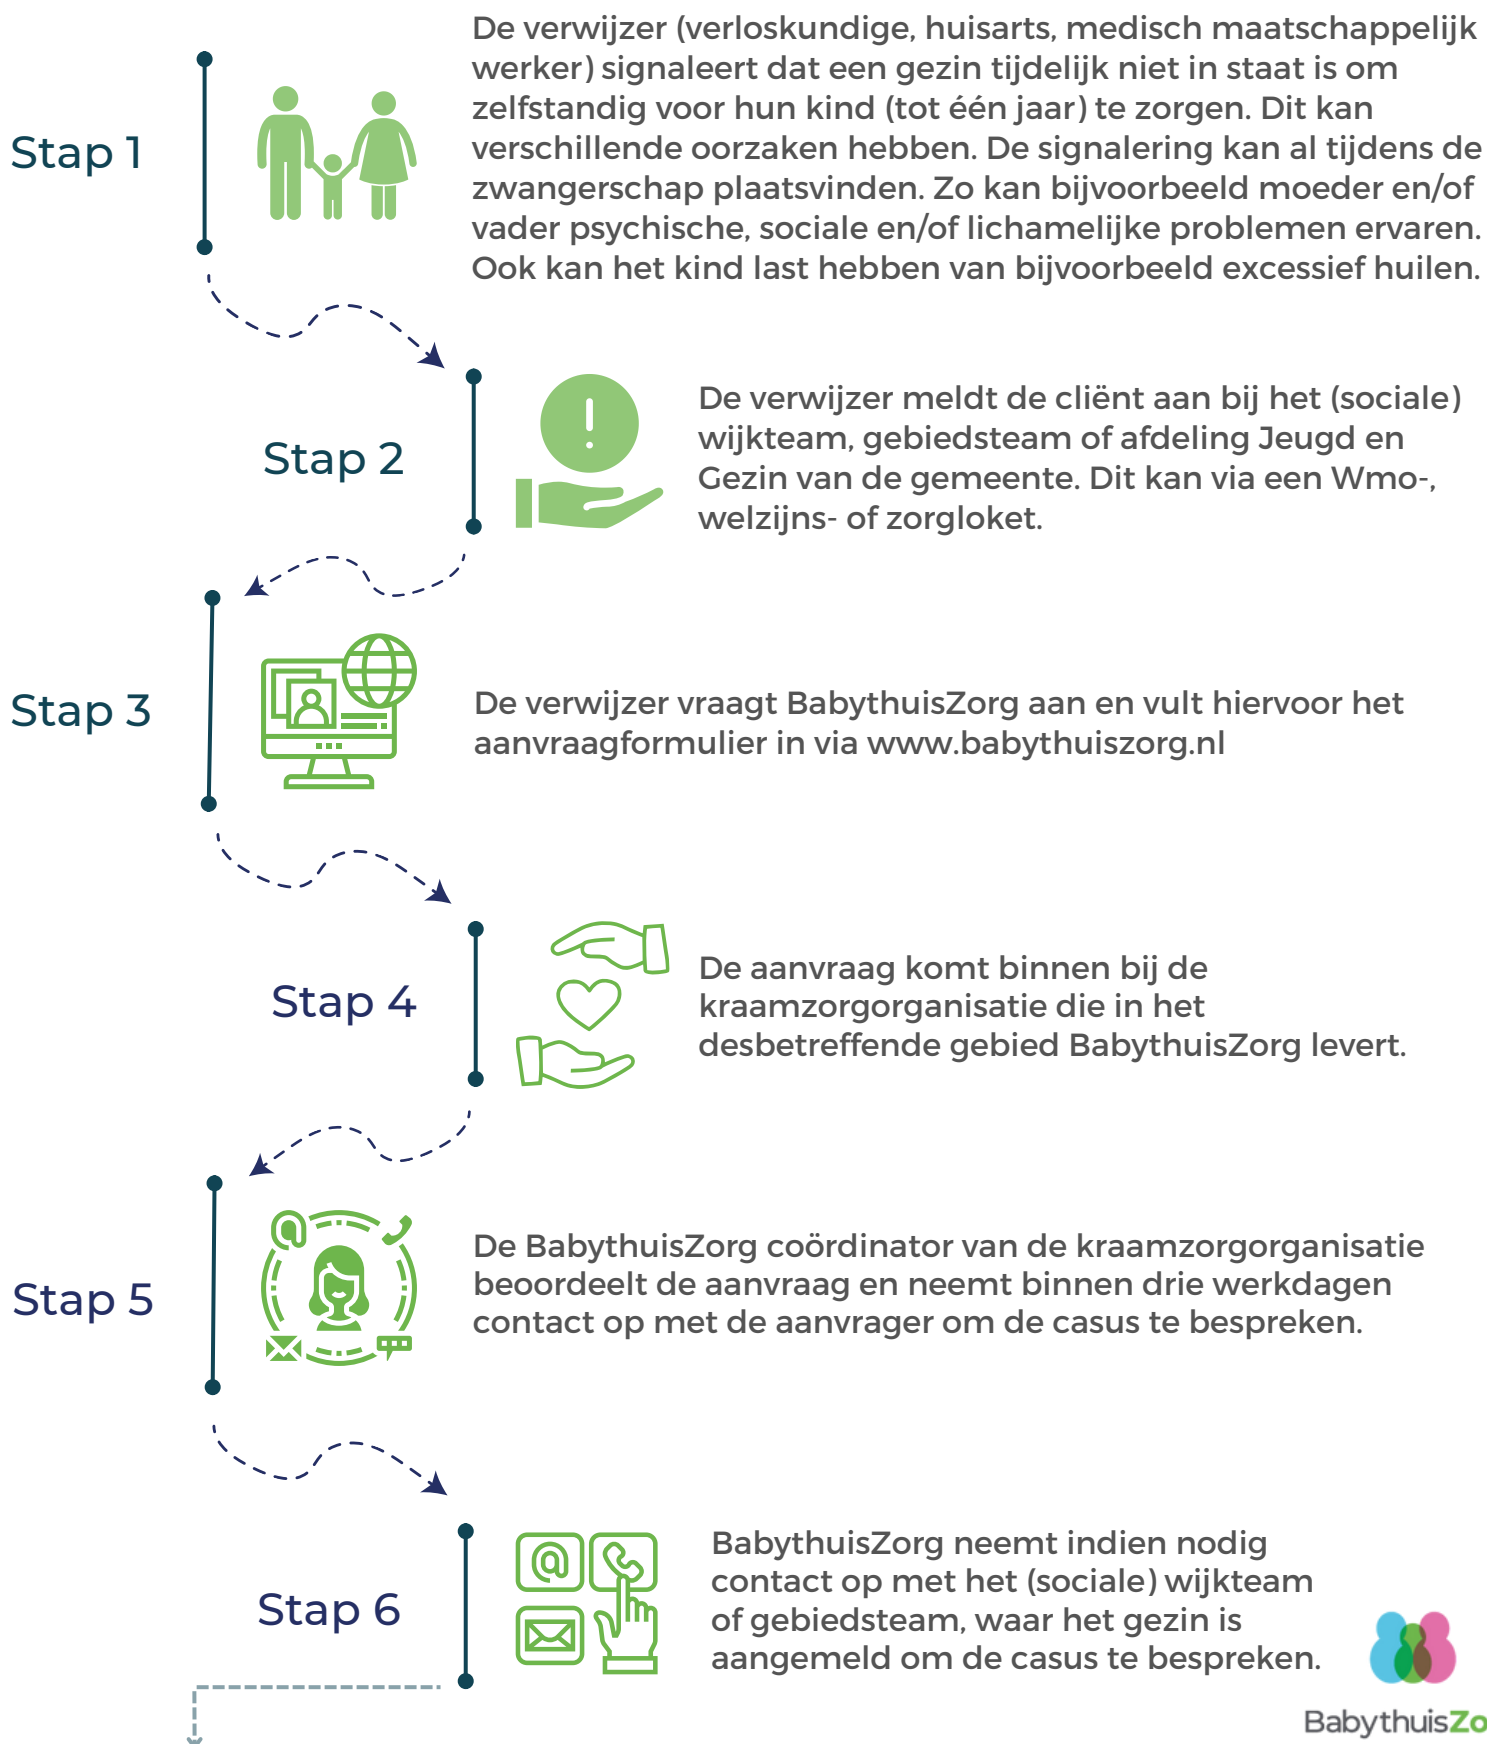 Stap 1
De verwijzer (verloskundige, huisarts, medisch maatschappelijk
werker) signaleert dat een gezin tijdelijk niet in staat is om
zelfstandig voor hun kind (tot één jaar) te zorgen. Dit kan
verschillende oorzaken hebben. De signalering kan al tijdens de
zwangerschap plaatsvinden. Zo kan bijvoorbeeld moeder en/of
vader psychische, sociale en/of lichamelijke problemen ervaren.
Ook kan het kind last hebben van bijvoorbeeld excessief huilen.
Stap 2
De verwijzer meldt de cliënt aan bij het (sociale)
wijkteam, gebiedsteam of afdeling Jeugd en
Gezin van de gemeente. Dit kan via een Wmo-,
welzijns- of zorgloket.
Stap 3
De verwijzer vraagt BabythuisZorg aan en vult hiervoor het
aanvraagformulier in via www.babythuiszorg.nl
Stap 4
De aanvraag komt binnen bij de
kraamzorgorganisatie die in het
desbetreffende gebied BabythuisZorg levert.
Stap 5
De BabythuisZorg coördinator van de kraamzorgorganisatie
beoordeelt de aanvraag en neemt binnen drie werkdagen
contact op met de aanvrager om de casus te bespreken.
Stap 6
BabythuisZorg neemt indien nodig
contact op met het (sociale) wijkteam
of gebiedsteam, waar het gezin is
aangemeld om de casus te bespreken.
BabythuisZo